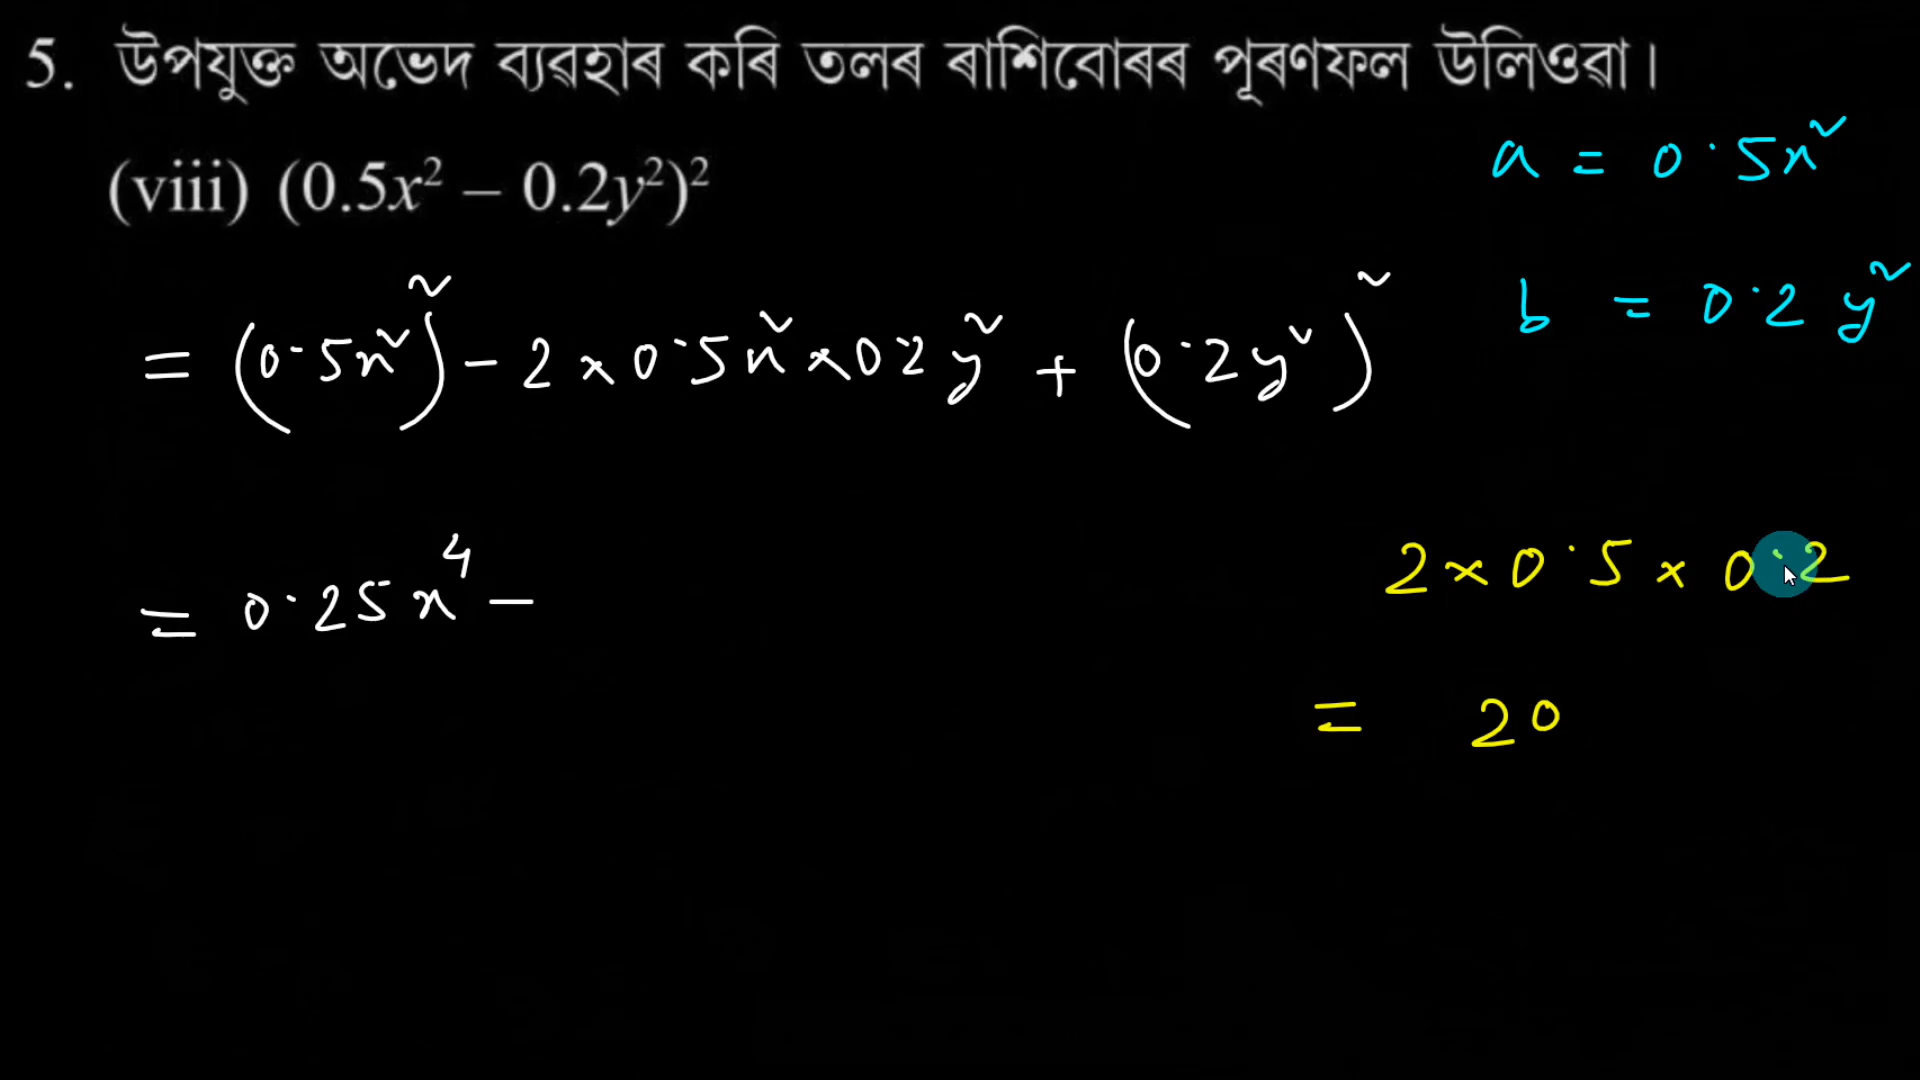 5. উপযুক্ত অভেদ ব্যৱহাৰ কৰি তলৰ ৰাশিবোৰৰ পূৰণফল উলিওৱা।
(viii) (0.5x² – 0.2y²)²
a = 0.5x²
b = 0.2y²
= (0.5x²)² – 2 × 0.5x² × 0.2y² + (0.2y²)²
= 0.25x⁴ –
2 × 0.5 × 0.2
= 20